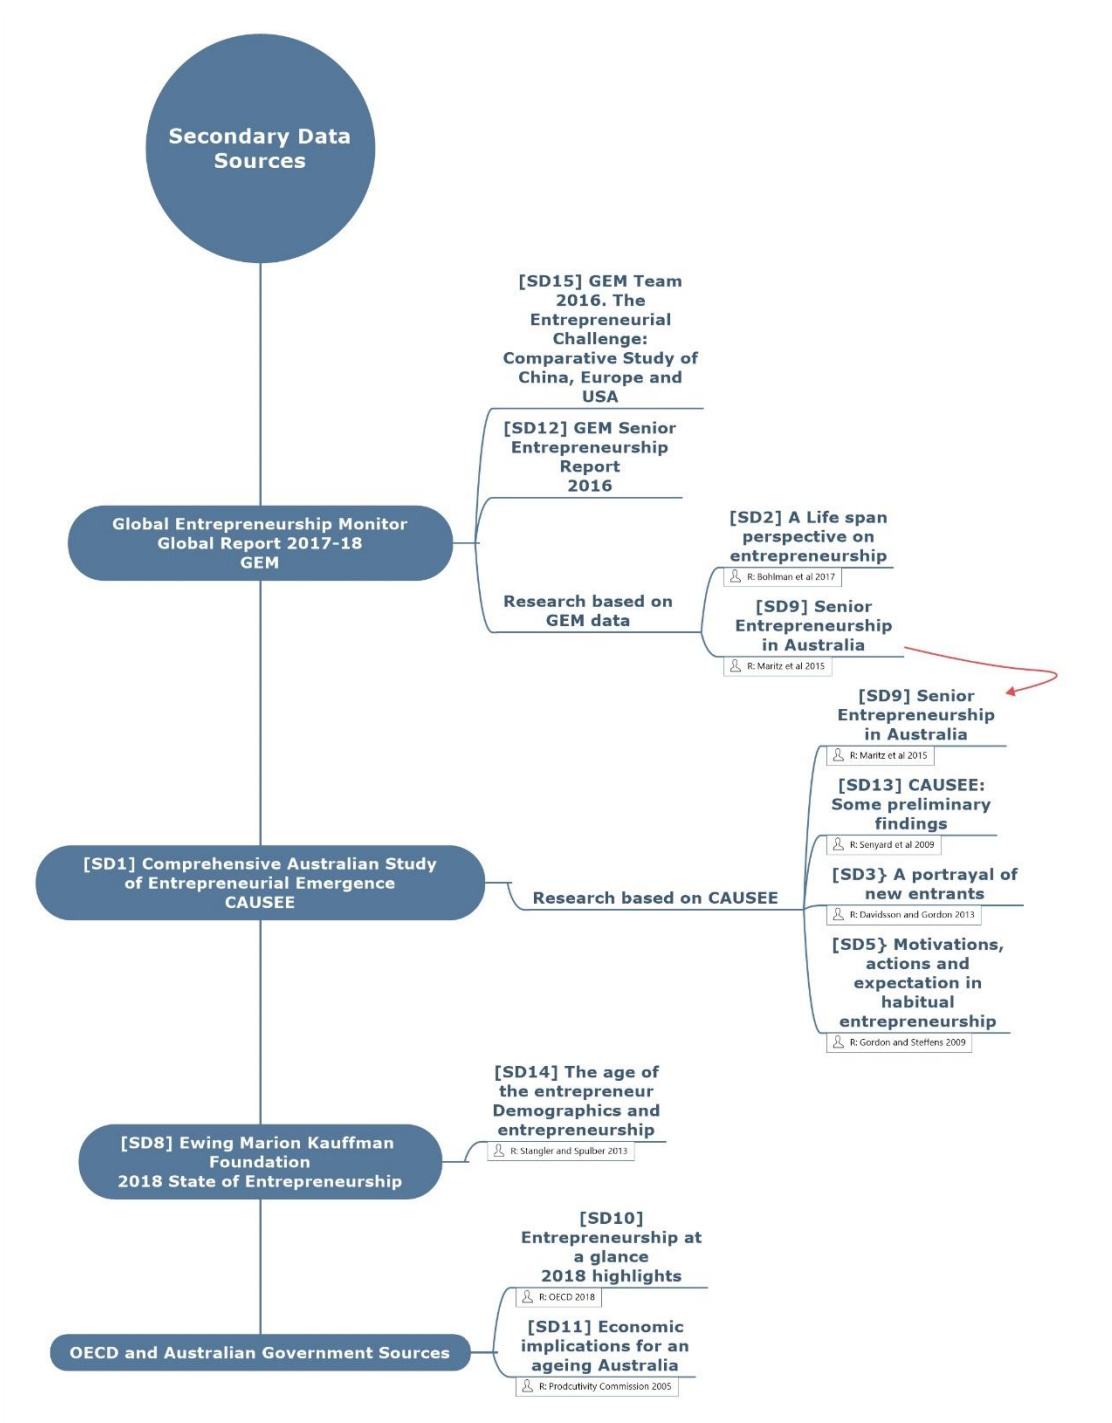 Secondary Data
Sources
[SD15] GEM Team
2016. The
Entrepreneurial
Challenge:
Comparative Study of
China, Europe and
USA
[SD12] GEM Senior
Entrepreneurship
Report
2016
Global Entrepreneurship Monitor
Global Report 2017-18
GEM
[SD2] A Life span
perspective on
entrepreneurship
R: Bohlman et al 2017
Research based on
GEM data
[SD9] Senior
Entrepreneurship
in Australia
R: Maritz et al 2015
[SD9] Senior
Entrepreneurship
in Australia
R: Maritz et al 2015
[SD13] CAUSEE:
Some preliminary
findings
R: Senyard et al 2009
[SD1] Comprehensive Australian Study
of Entrepreneurial Emergence
CAUSEE
Research based on CAUSEE
[SD3} A portrayal of
new entrants
R: Davidsson and Gordon 2013
[SD5} Motivations,
actions and
expectation in
habitual
entrepreneurship
R: Gordon and Steffens 2009
[SD14] The age of
the entrepreneur
Demographics and
entrepreneurship
R: Stangler and Spulber 2013
[SD8] Ewing Marion Kauffman
Foundation
2018 State of Entrepreneurship
[SD10]
Entrepreneurship at
a glance
2018 highlights
R: OECD 2018
[SD11] Economic
implications for an
ageing Australia
R: Prodcutivity Commission 2005
OECD and Australian Government Sources